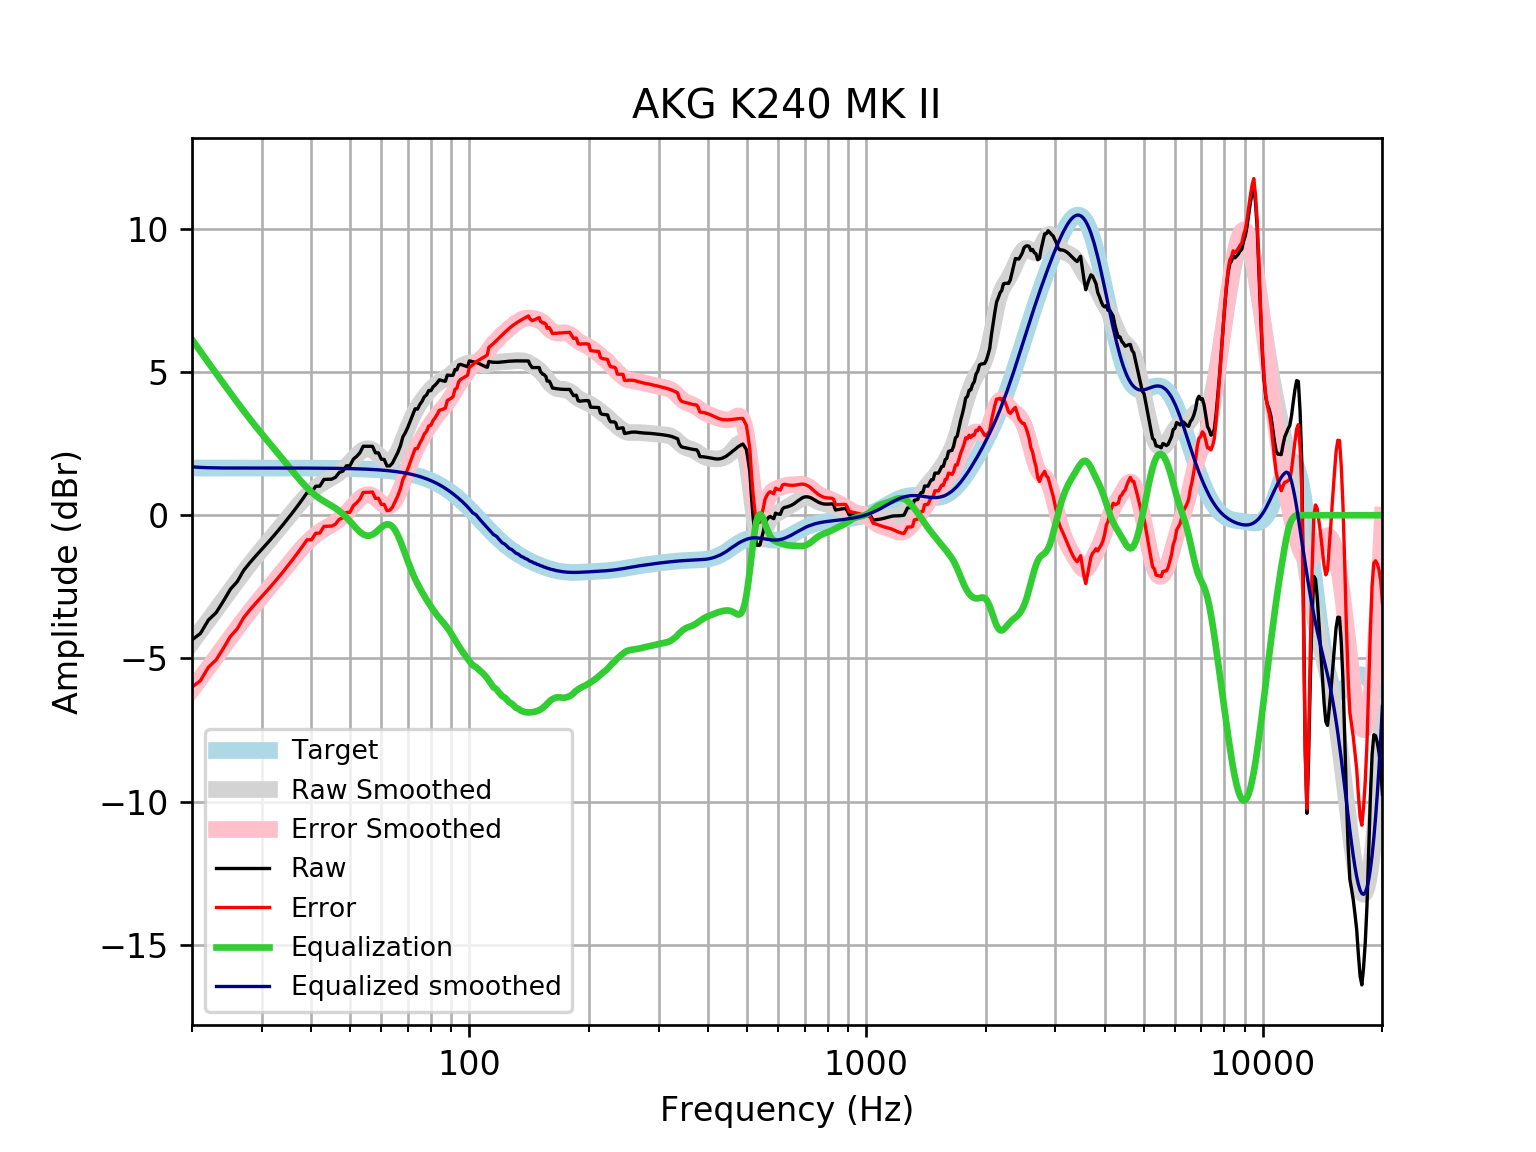 AKG K240 MK II
Amplitude (dBr)
10
5
0
−5
−10
−15
Target
Raw Smoothed
Error Smoothed
Raw
Error
Equalization
Equalized smoothed
100 1000 10000
Frequency (Hz)